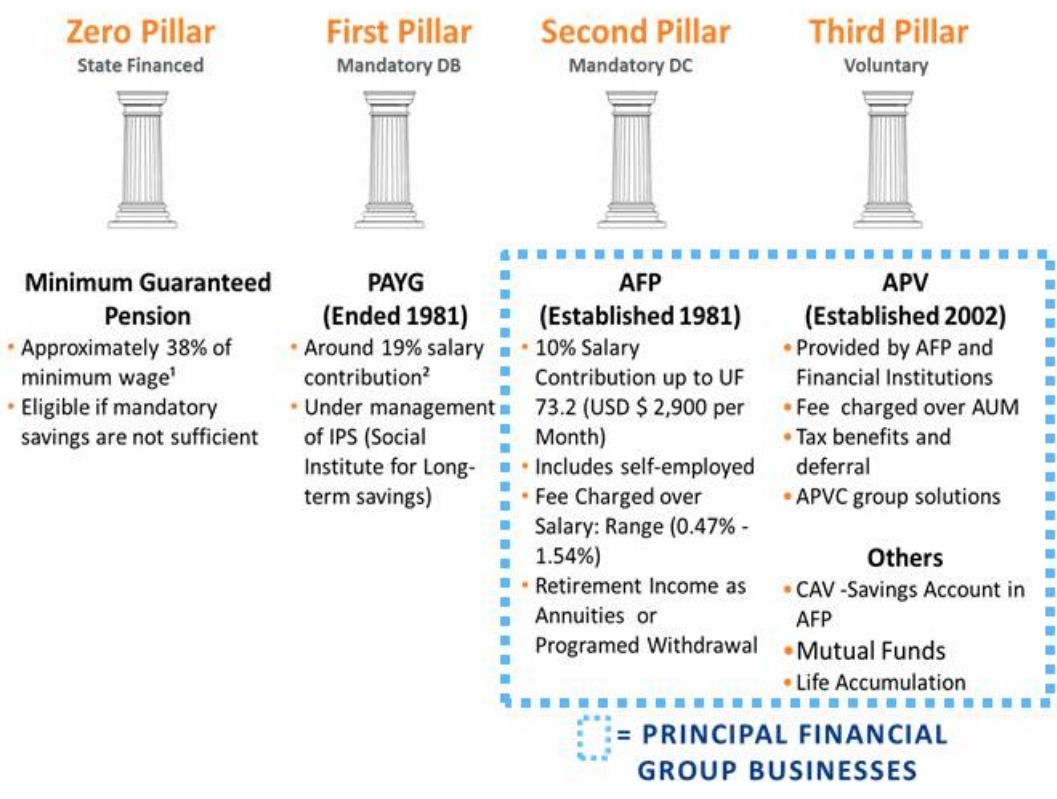 Zero Pillar
State Financed
Minimum Guaranteed
Pension
• Approximately 38% of
minimum wage¹
• Eligible if mandatory
savings are not sufficient
First Pillar
Mandatory DB
PAYG
(Ended 1981)
• Around 19% salary
contribution²
• Under management
of IPS (Social
Institute for Long-
term savings)
Second Pillar
Mandatory DC
AFP
(Established 1981)
• 10% Salary
Contribution up to UF
73.2 (USD $ 2,900 per
Month)
• Includes self-employed
• Fee Charged over
Salary: Range (0.47% -
1.54%)
• Retirement Income as
Annuities or
Programed Withdrawal
Third Pillar
Voluntary
APV
(Established 2002)
• Provided by AFP and
Financial Institutions
• Fee charged over AUM
• Tax benefits and
deferral
• APVC group solutions
Others
• CAV -Savings Account in
AFP
• Mutual Funds
• Life Accumulation
= PRINCIPAL FINANCIAL
GROUP BUSINESSES